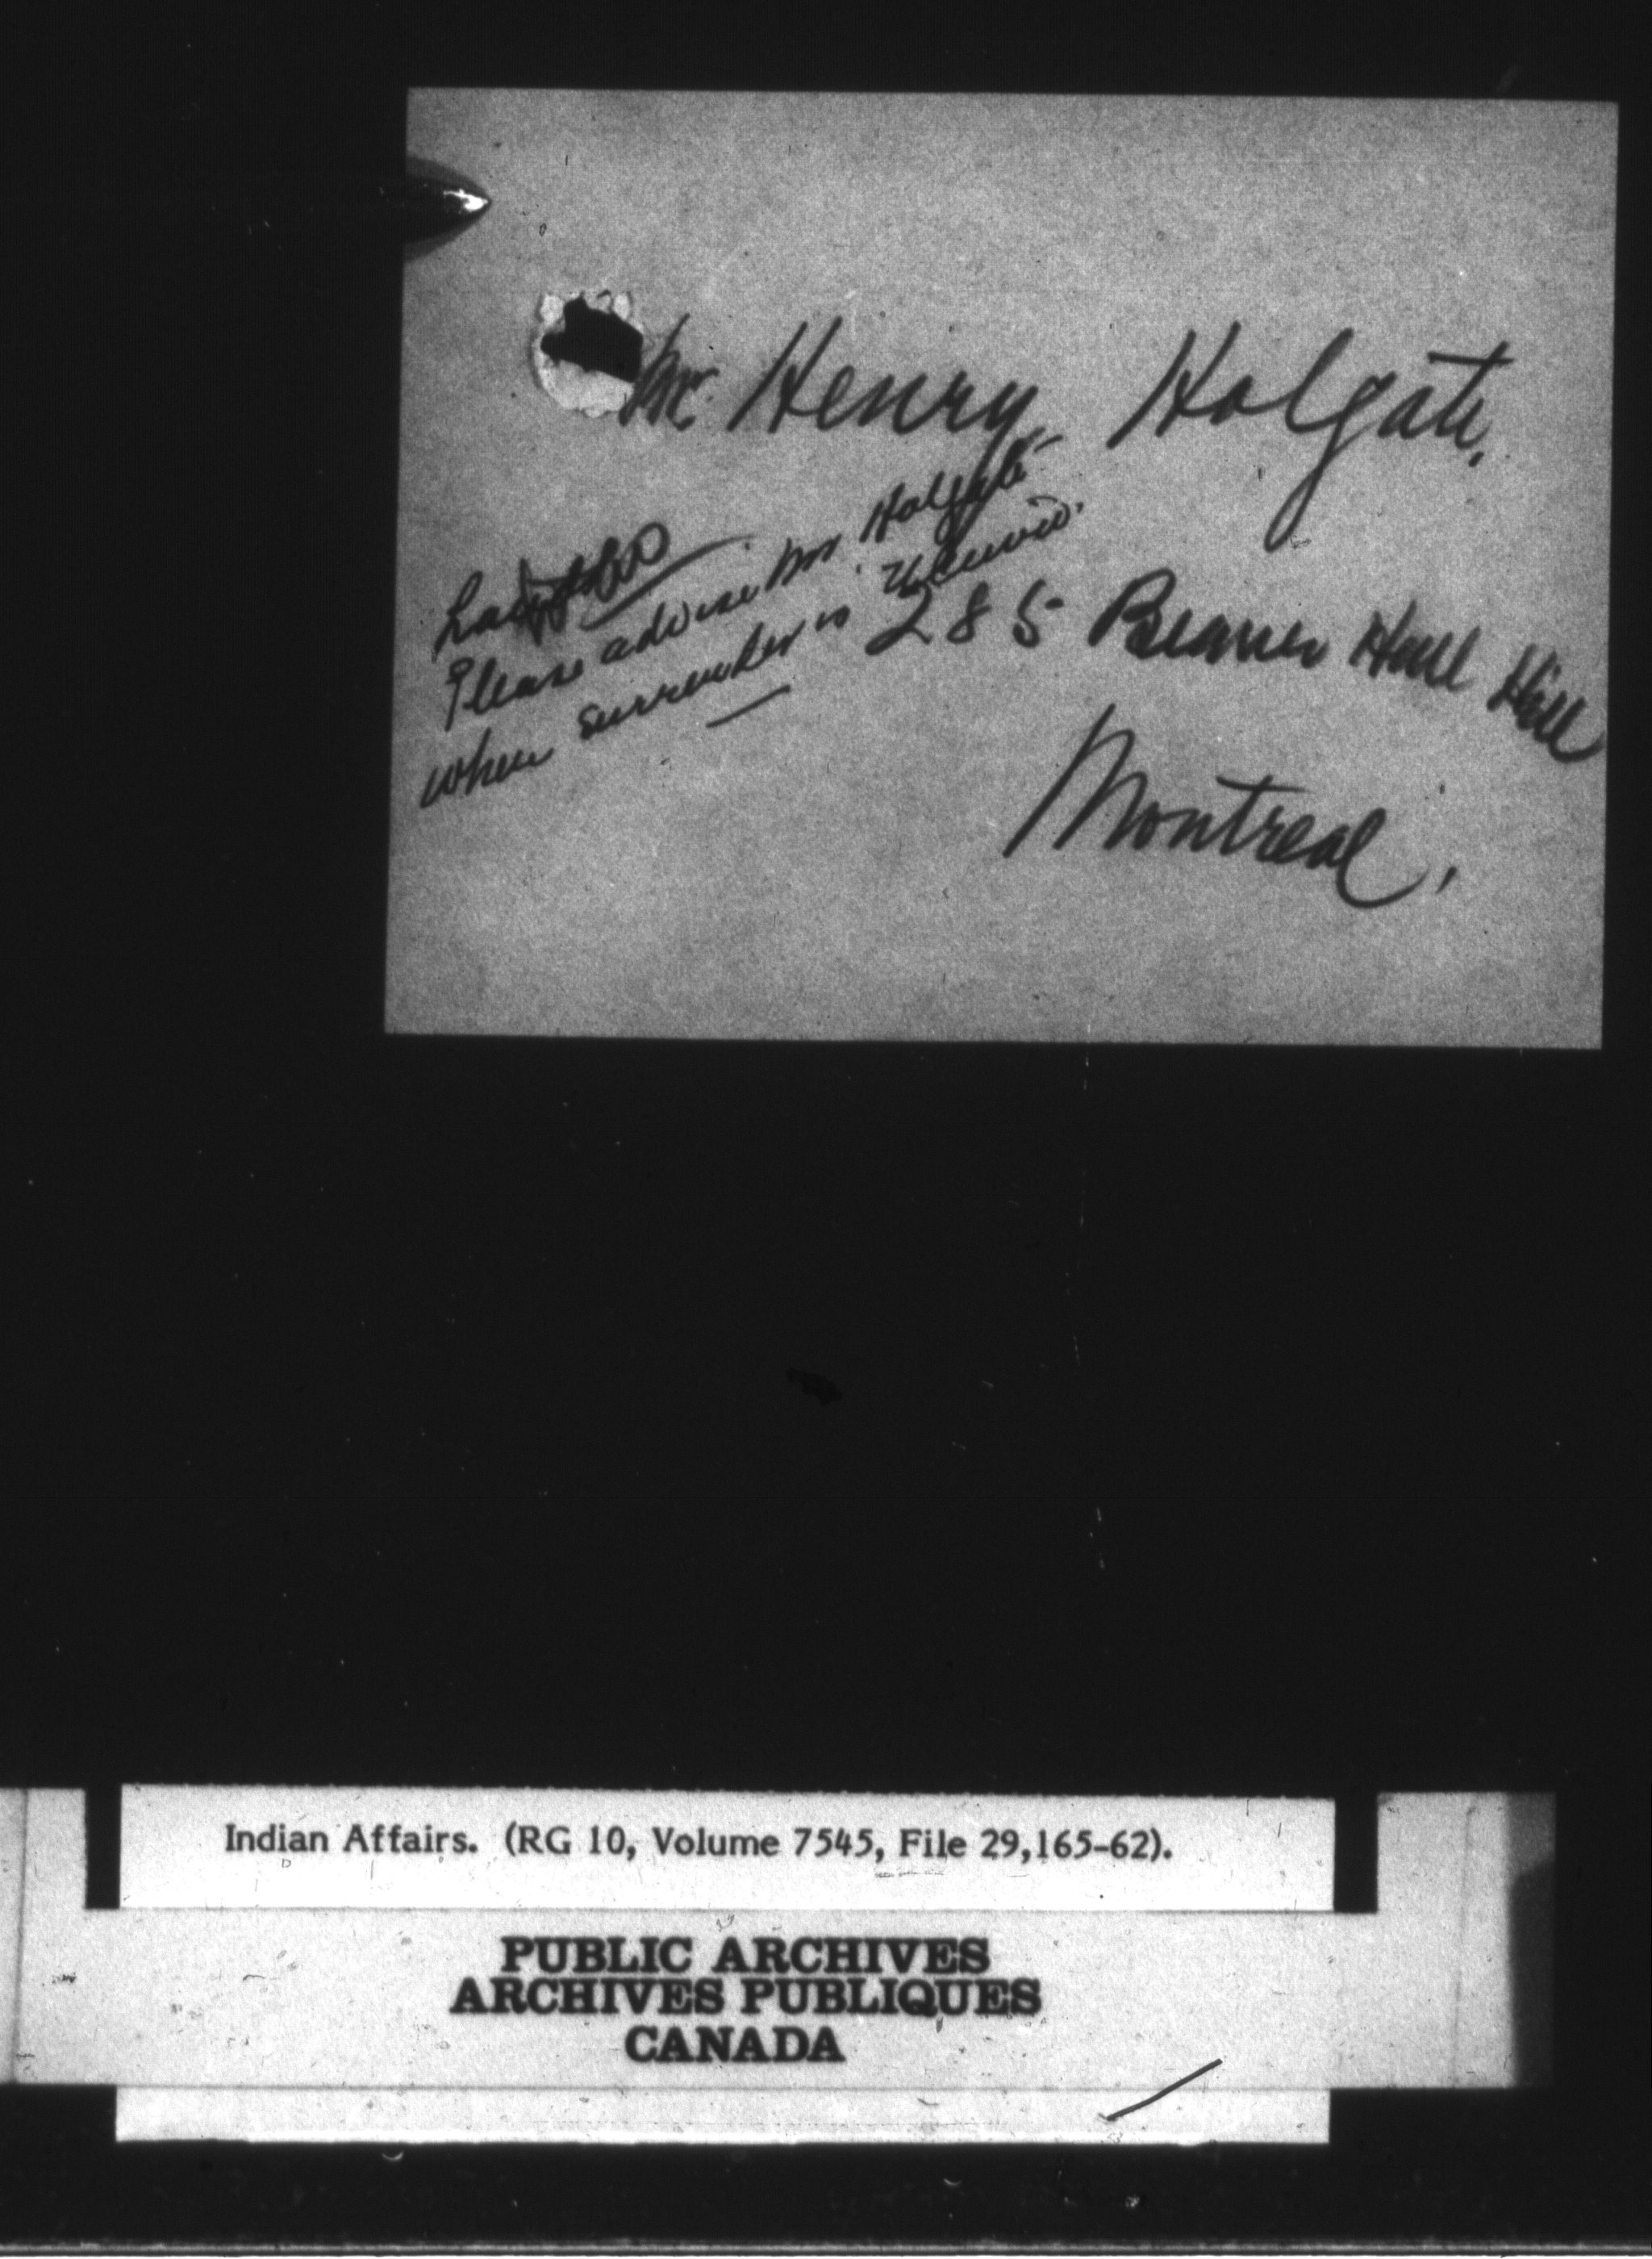 Mr. Henry Holgate,
Please advise Mr. Holgate
when surrender is received.
285 Beaver Hall Hill
Montreal.
Indian Affairs. (RG 10, Volume 7545, File 29,165-62).
PUBLIC ARCHIVES
ARCHIVES PUBLIQUES
CANADA